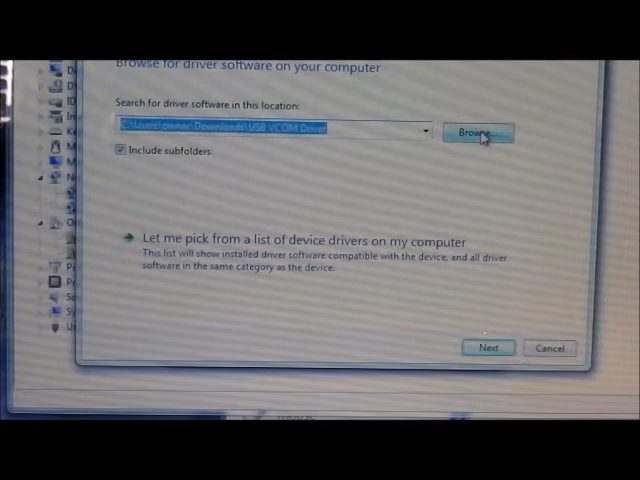 Browse for driver software on your computer
Search for driver software in this location:
C:\Users\owner\Downloads\USB VCOM Driver
Browse...
Include subfolders
Let me pick from a list of device drivers on my computer
This list will show installed driver software compatible with the device, and all driver
software in the same category as the device.
Next
Cancel